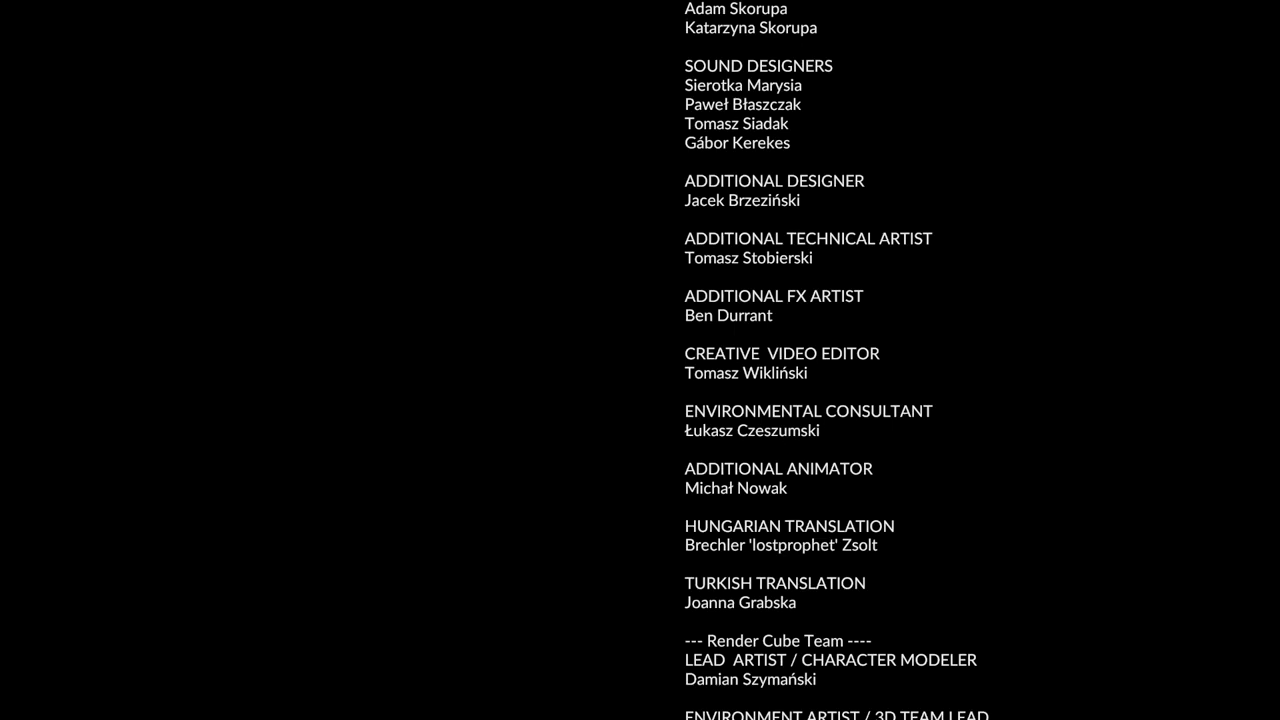 Adam Skorupa
Katarzyna Skorupa
SOUND DESIGNERS
Sierotka Marysia
Paweł Błaszczak
Tomasz Siadak
Gábor Kerekes
ADDITIONAL DESIGNER
Jacek Brzeziński
ADDITIONAL TECHNICAL ARTIST
Tomasz Stobierski
ADDITIONAL FX ARTIST
Ben Durrant
CREATIVE  VIDEO EDITOR
Tomasz Wikliński
ENVIRONMENTAL CONSULTANT
Łukasz Czeszumski
ADDITIONAL ANIMATOR
Michał Nowak
HUNGARIAN TRANSLATION
Brechler 'lostprophet' Zsolt
TURKISH TRANSLATION
Joanna Grabska
--- Render Cube Team ----
LEAD  ARTIST / CHARACTER MODELER
Damian Szymański
ENVIRONMENT ARTIST / 3D TEAM LEAD